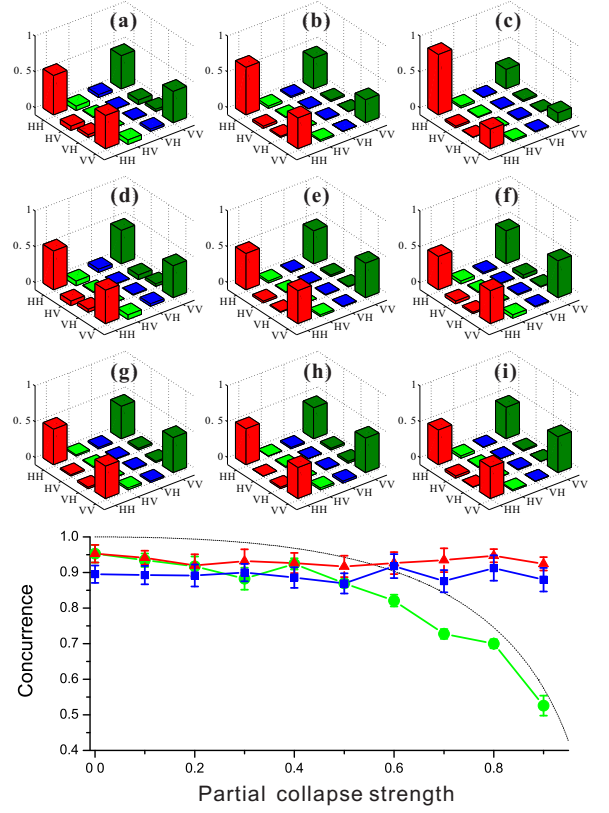 (a) (b) (c)
1 1 1
0.5 0.5 0.5
0 0 0
HH HV VH VV HH HV VH VV
HH HV VH VV HH HV VH VV
HH HV VH VV HH HV VH VV
(d) (e) (f)
1 1 1
0.5 0.5 0.5
0 0 0
HH HV VH VV HH HV VH VV
HH HV VH VV HH HV VH VV
HH HV VH VV HH HV VH VV
(g) (h) (i)
1 1 1
0.5 0.5 0.5
0 0 0
HH HV VH VV HH HV VH VV
HH HV VH VV HH HV VH VV
HH HV VH VV HH HV VH VV
Concurrence
1.0
0.9
0.8
0.7
0.6
0.5
0.4
0 0 0.2 0.4 0.6 0.8
Partial collapse strength